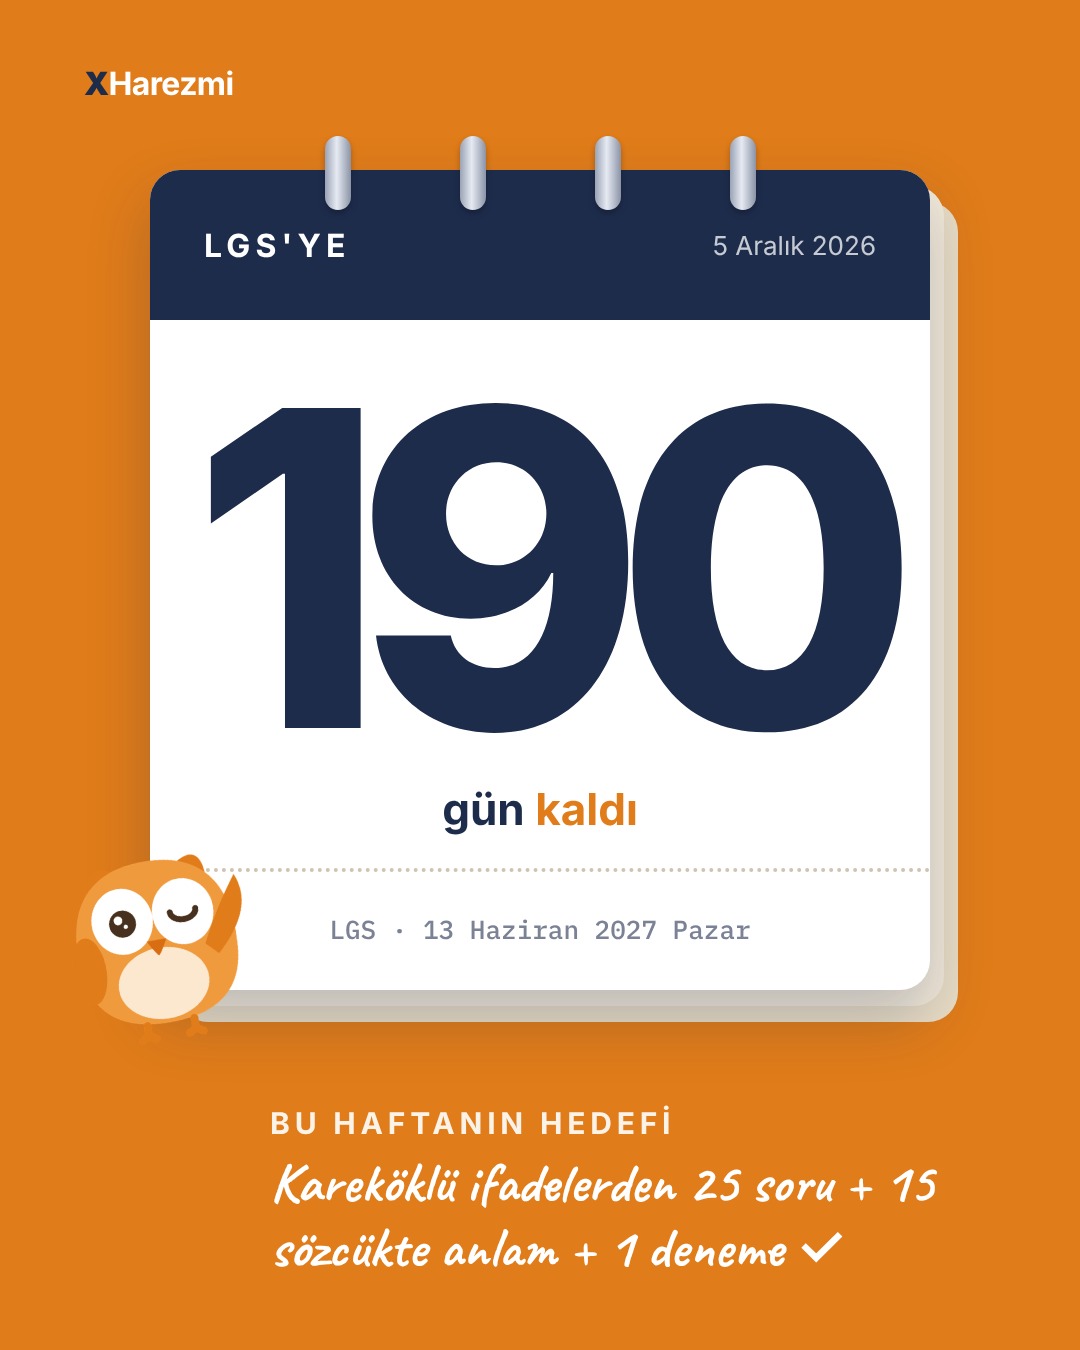 XHarezmi
LGS'YE
5 Aralık 2026
190
gün kaldı
LGS · 13 Haziran 2027 Pazar
BU HAFTANIN HEDEFİ
Kareköklü ifadelerden 25 soru + 15
sözcükte anlam + 1 deneme ✓